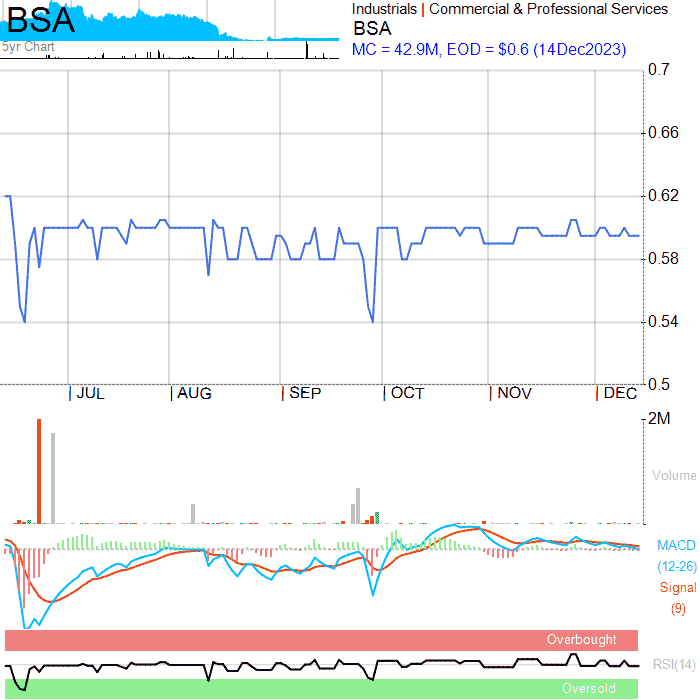 BSA
5yr Chart
Industrials | Commercial & Professional Services
BSA
MC = 42.9M, EOD = $0.6 (14Dec2023)
0.7
0.66
0.62
0.58
0.54
0.5
JUL
AUG
SEP
OCT
NOV
DEC
2M
Volume
MACD
(12-26)
Signal
(9)
Overbought
RSI(14)
Oversold